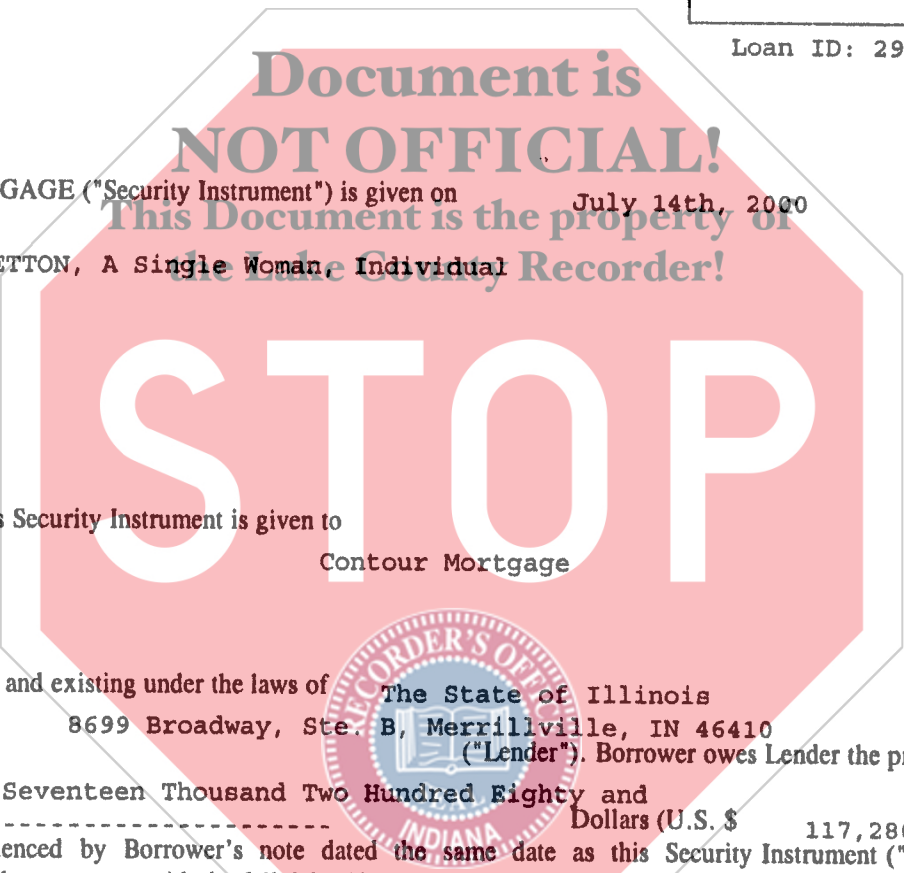 Loan ID: 29
Document is
NOT OFFICIAL!
GAGE ("Security Instrument") is given on July 14th, 2000
This Document is the property of
ETTON, A Single Woman, Individual
the Lake County Recorder!
STOP
s Security Instrument is given to
Contour Mortgage
RECORDER'S OFFICE
and existing under the laws of The State of Illinois
8699 Broadway, Ste. B, Merrillville, IN 46410
("Lender"). Borrower owes Lender the pr
Seventeen Thousand Two Hundred Eighty and
SEAL
--------------------- Dollars (U.S. $ 117,280
INDIANA
enced by Borrower's note dated the same date as this Security Instrument ("